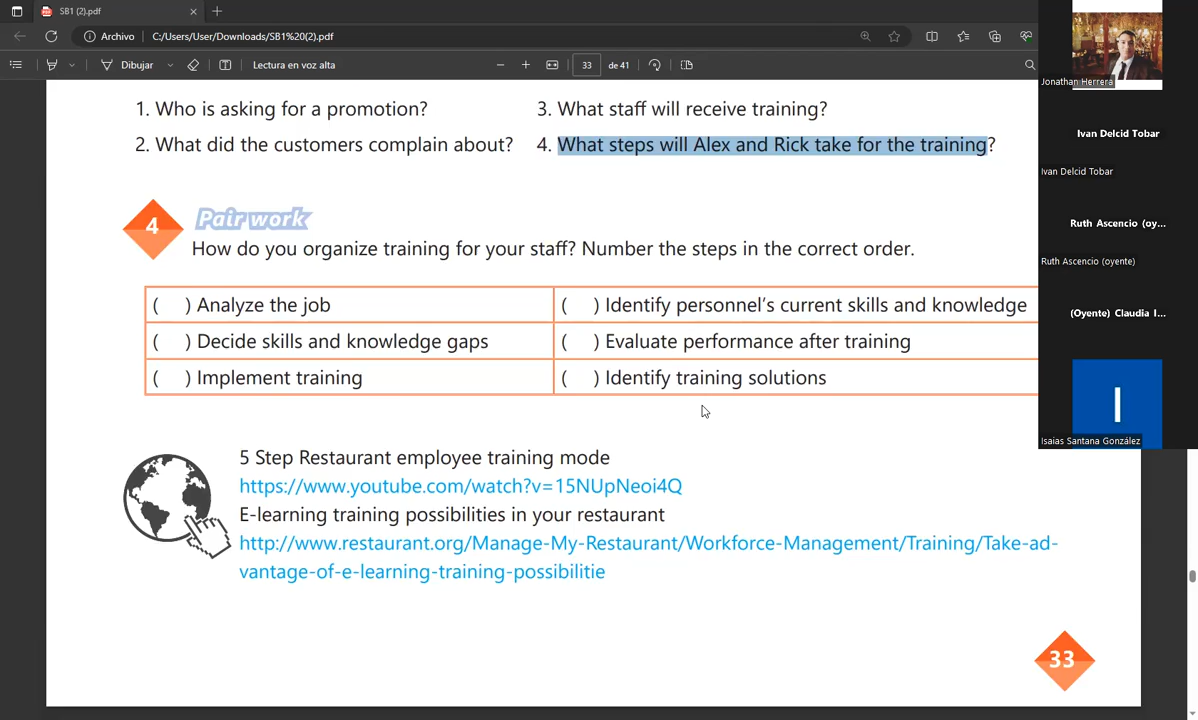 SB1 (2).pdf
Archivo C:/Users/User/Downloads/SB1%20(2).pdf
Dibujar Lectura en voz alta 33 de 41
1. Who is asking for a promotion?
2. What did the customers complain about?
3. What staff will receive training?
4. What steps will Alex and Rick take for the training?
4 Pair work
How do you organize training for your staff? Number the steps in the correct order.
( ) Analyze the job ( ) Identify personnel's current skills and knowledge
( ) Decide skills and knowledge gaps ( ) Evaluate performance after training
( ) Implement training ( ) Identify training solutions
5 Step Restaurant employee training mode
https://www.youtube.com/watch?v=15NUpNeoi4Q
E-learning training possibilities in your restaurant
http://www.restaurant.org/Manage-My-Restaurant/Workforce-Management/Training/Take-ad-
vantage-of-e-learning-training-possibilitie
33
Jonathan Herrera
Ivan Delcid Tobar
Ivan Delcid Tobar
Ruth Ascencio (oy...
Ruth Ascencio (oyente)
(Oyente) Claudia I...
I
Isaias Santana González